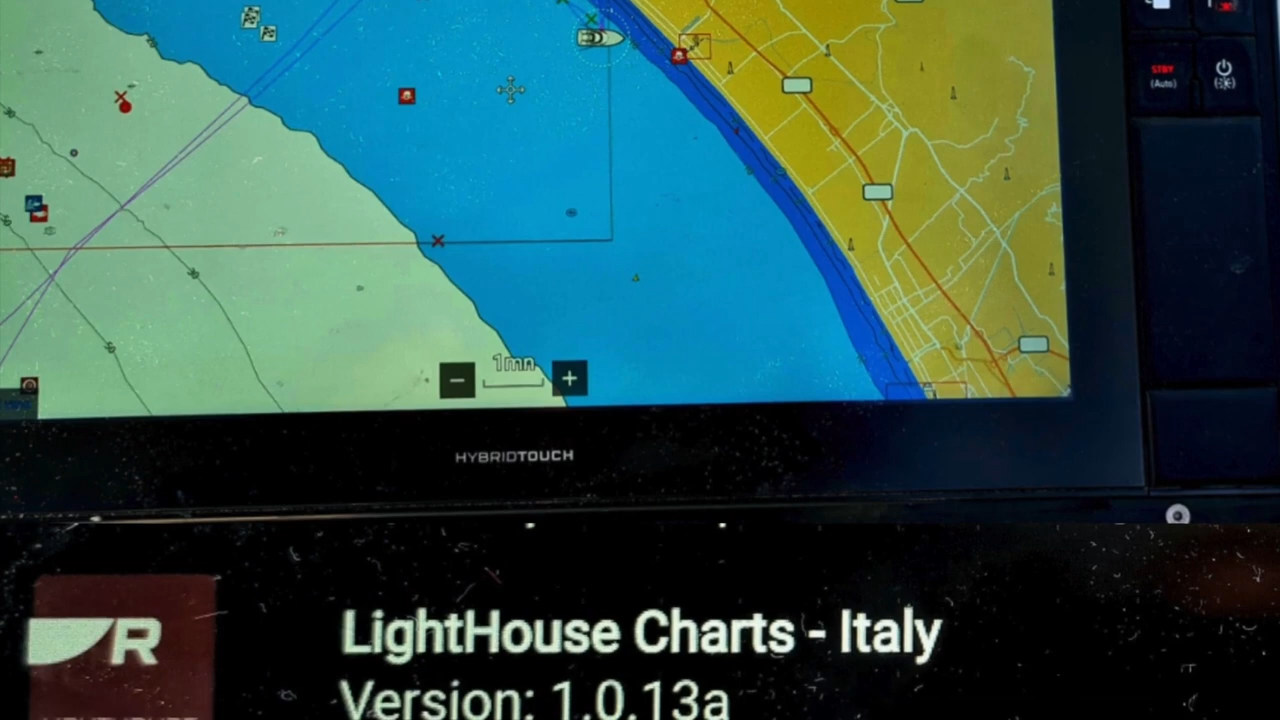 STBY
(Auto)
1mn
HYBRIDTOUCH
R
LightHouse Charts - Italy
Version: 1.0.13a